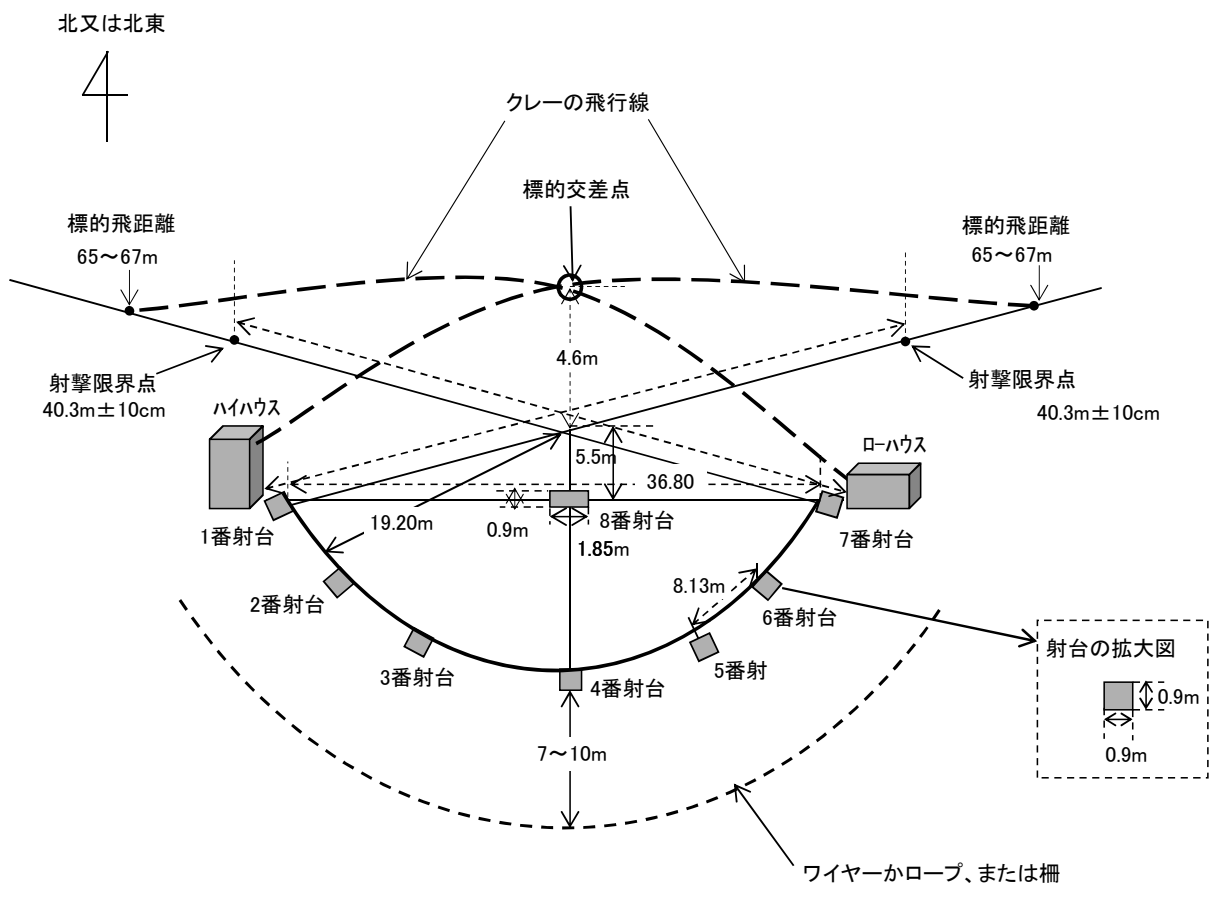 北又は北東
クレーの飛行線
標的交差点
標的飛距離
65～67m
標的飛距離
65～67m
4.6m
射撃限界点
40.3m±10cm
射撃限界点
40.3m±10cm
ハイハウス
ローハウス
5.5m
36.80
19.20m
0.9m
8番射台
1.85m
1番射台
7番射台
8.13m
2番射台
6番射台
3番射台
4番射台
5番射
射台の拡大図
0.9m
0.9m
7～10m
ワイヤーかロープ、または柵